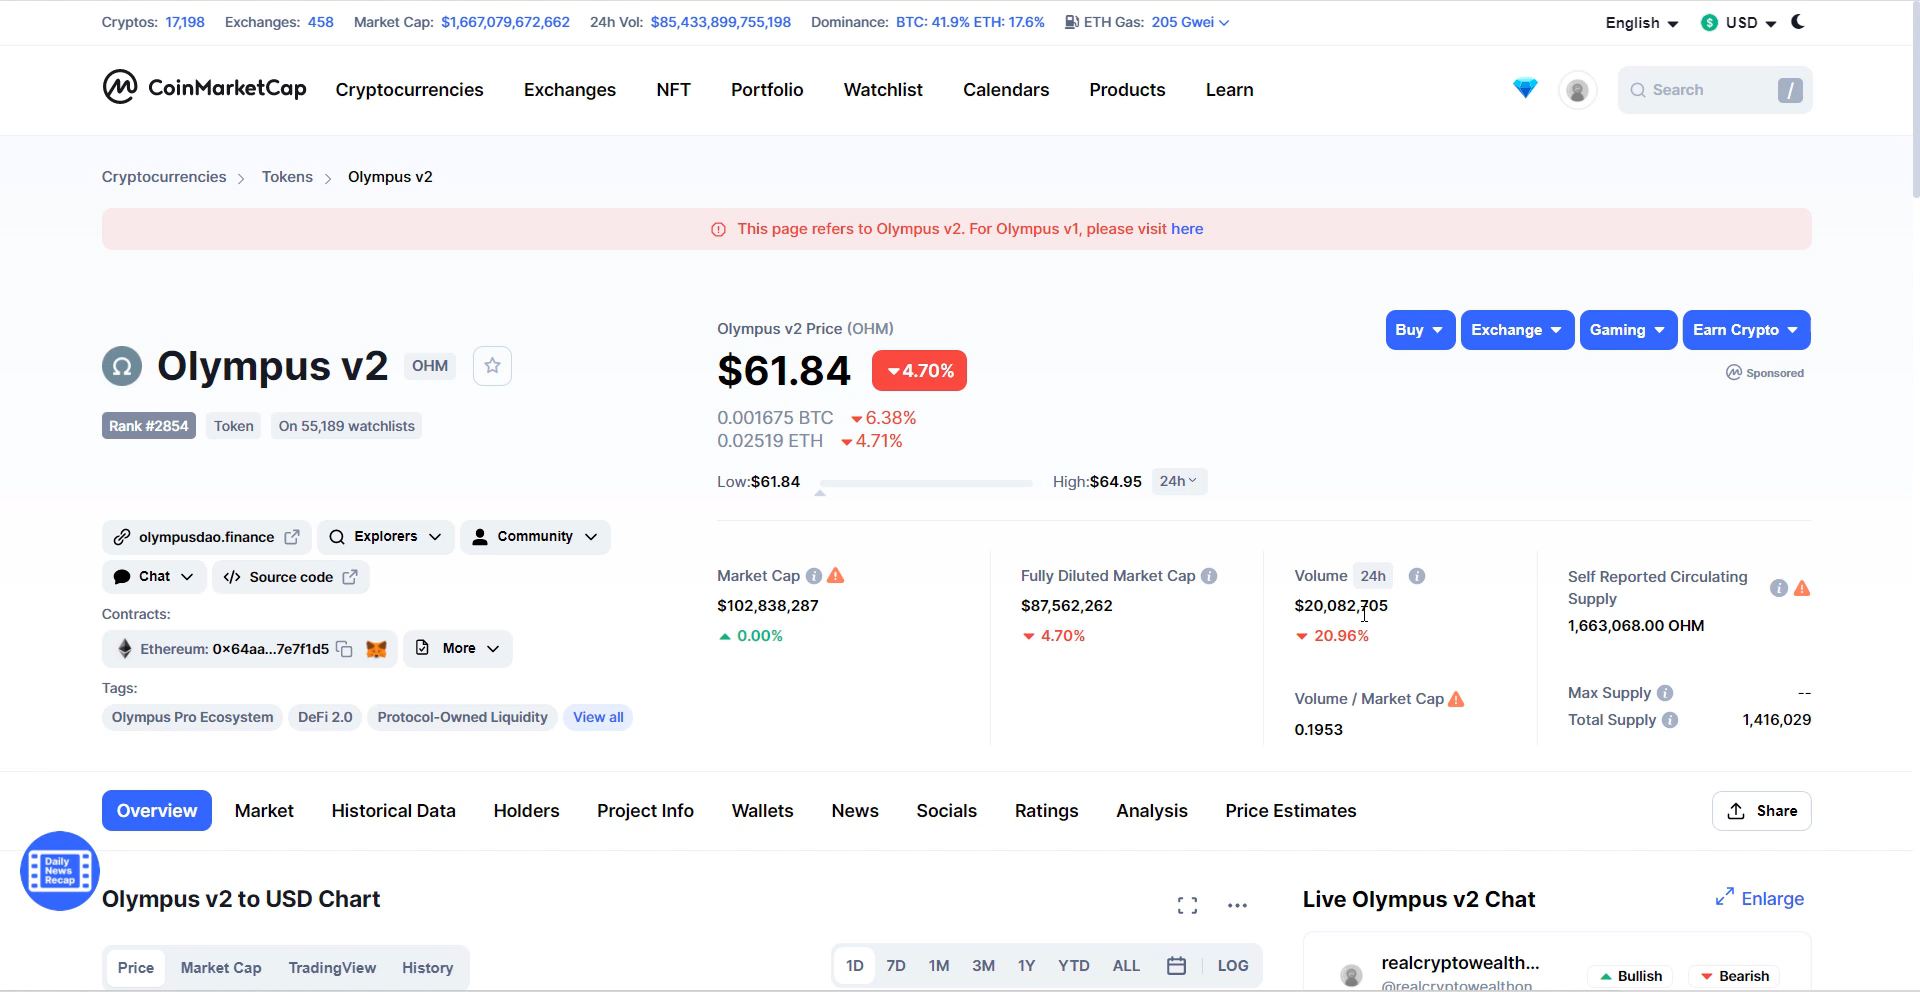 Cryptos: 17,198 Exchanges: 458 Market Cap: $1,667,079,672,662 24h Vol: $85,433,899,755,198 Dominance: BTC: 41.9% ETH: 17.6% ETH Gas: 205 Gwei English USD
CoinMarketCap Cryptocurrencies Exchanges NFT Portfolio Watchlist Calendars Products Learn Search /
Cryptocurrencies > Tokens > Olympus v2
This page refers to Olympus v2. For Olympus v1, please visit here
Olympus v2 OHM
Rank #2854 Token On 55,189 watchlists
olympusdao.finance Explorers Community
Chat </> Source code
Contracts:
Ethereum: 0x64aa...7e7f1d5 More
Tags:
Olympus Pro Ecosystem DeFi 2.0 Protocol-Owned Liquidity View all
Olympus v2 Price (OHM)
$61.84 4.70%
0.001675 BTC 6.38%
0.02519 ETH 4.71%
Low:$61.84 High:$64.95 24h
Buy Exchange Gaming Earn Crypto
Sponsored
Market Cap
$102,838,287
0.00%
Fully Diluted Market Cap
$87,562,262
4.70%
Volume 24h
$20,082,705
20.96%
Volume / Market Cap
0.1953
Self Reported Circulating
Supply
1,663,068.00 OHM
Max Supply --
Total Supply 1,416,029
Overview Market Historical Data Holders Project Info Wallets News Socials Ratings Analysis Price Estimates Share
Daily
News
Recap
Olympus v2 to USD Chart
Price Market Cap TradingView History 1D 7D 1M 3M 1Y YTD ALL LOG
Live Olympus v2 Chat Enlarge
realcryptowealth... Bullish Bearish
@realcryptowealthon